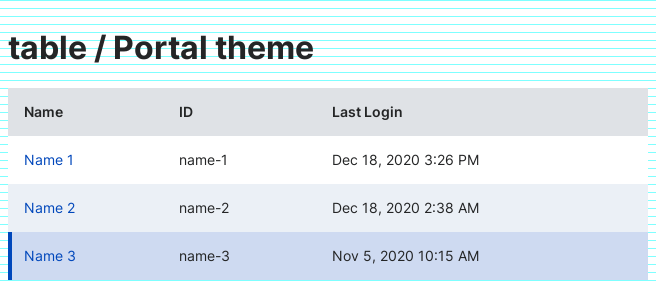 table / Portal theme
Name ID Last Login
Name 1 name-1 Dec 18, 2020 3:26 PM
Name 2 name-2 Dec 18, 2020 2:38 AM
Name 3 name-3 Nov 5, 2020 10:15 AM